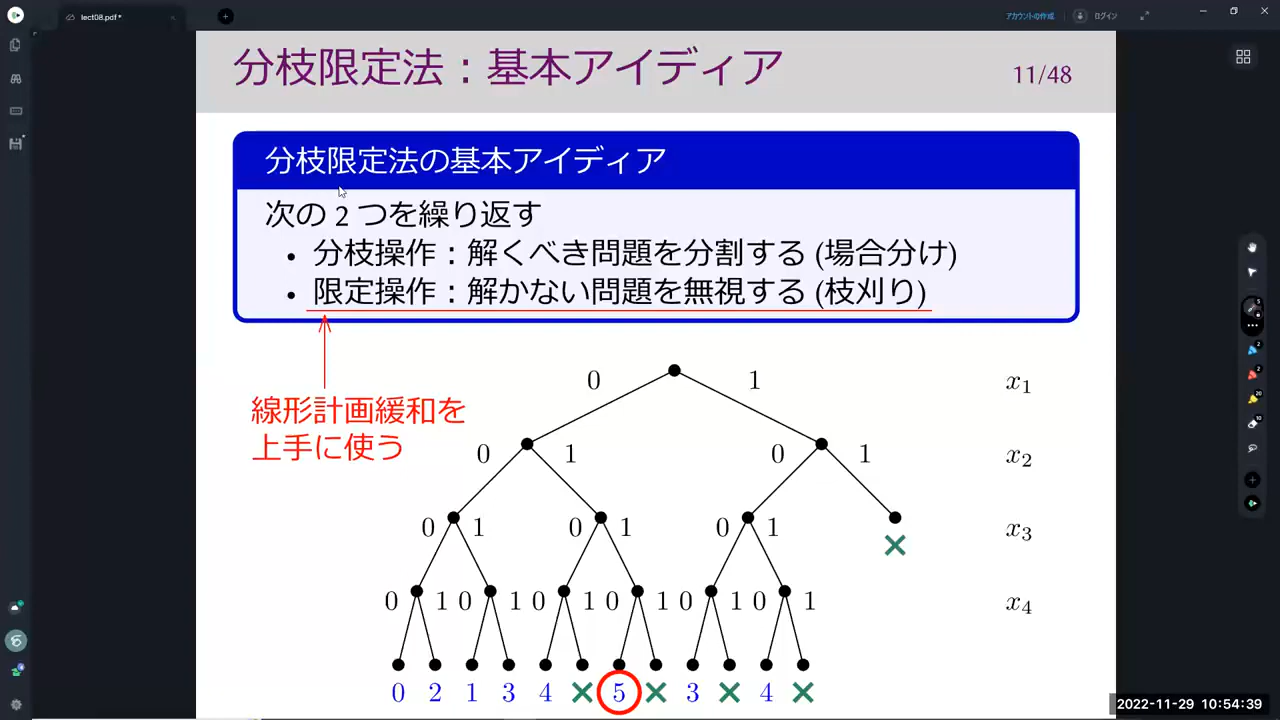 lect08.pdf*
アカウントの作成
ログイン
分枝限定法：基本アイディア
11/48
分枝限定法の基本アイディア
次の 2 つを繰り返す
• 分枝操作：解くべき問題を分割する (場合分け)
• 限定操作：解かない問題を無視する (枝刈り)
線形計画緩和を
上手に使う
0 1 x1
0 1 0 1 x2
0 1 0 1 0 1 x3
0 1 0 1 0 1 0 1 0 1 0 1 x4
0 2 1 3 4 × 5 × 3 × 4 ×
×
2022-11-29 10:54:39